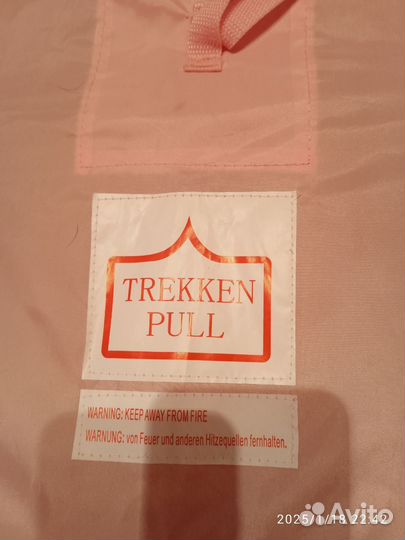 TREKKEN
PULL
WARNING: KEEP AWAY FROM FIRE
WARNUNG: von Feuer und anderen Hitzequellen fernhalten.
2025/1/18 22:42
Avito